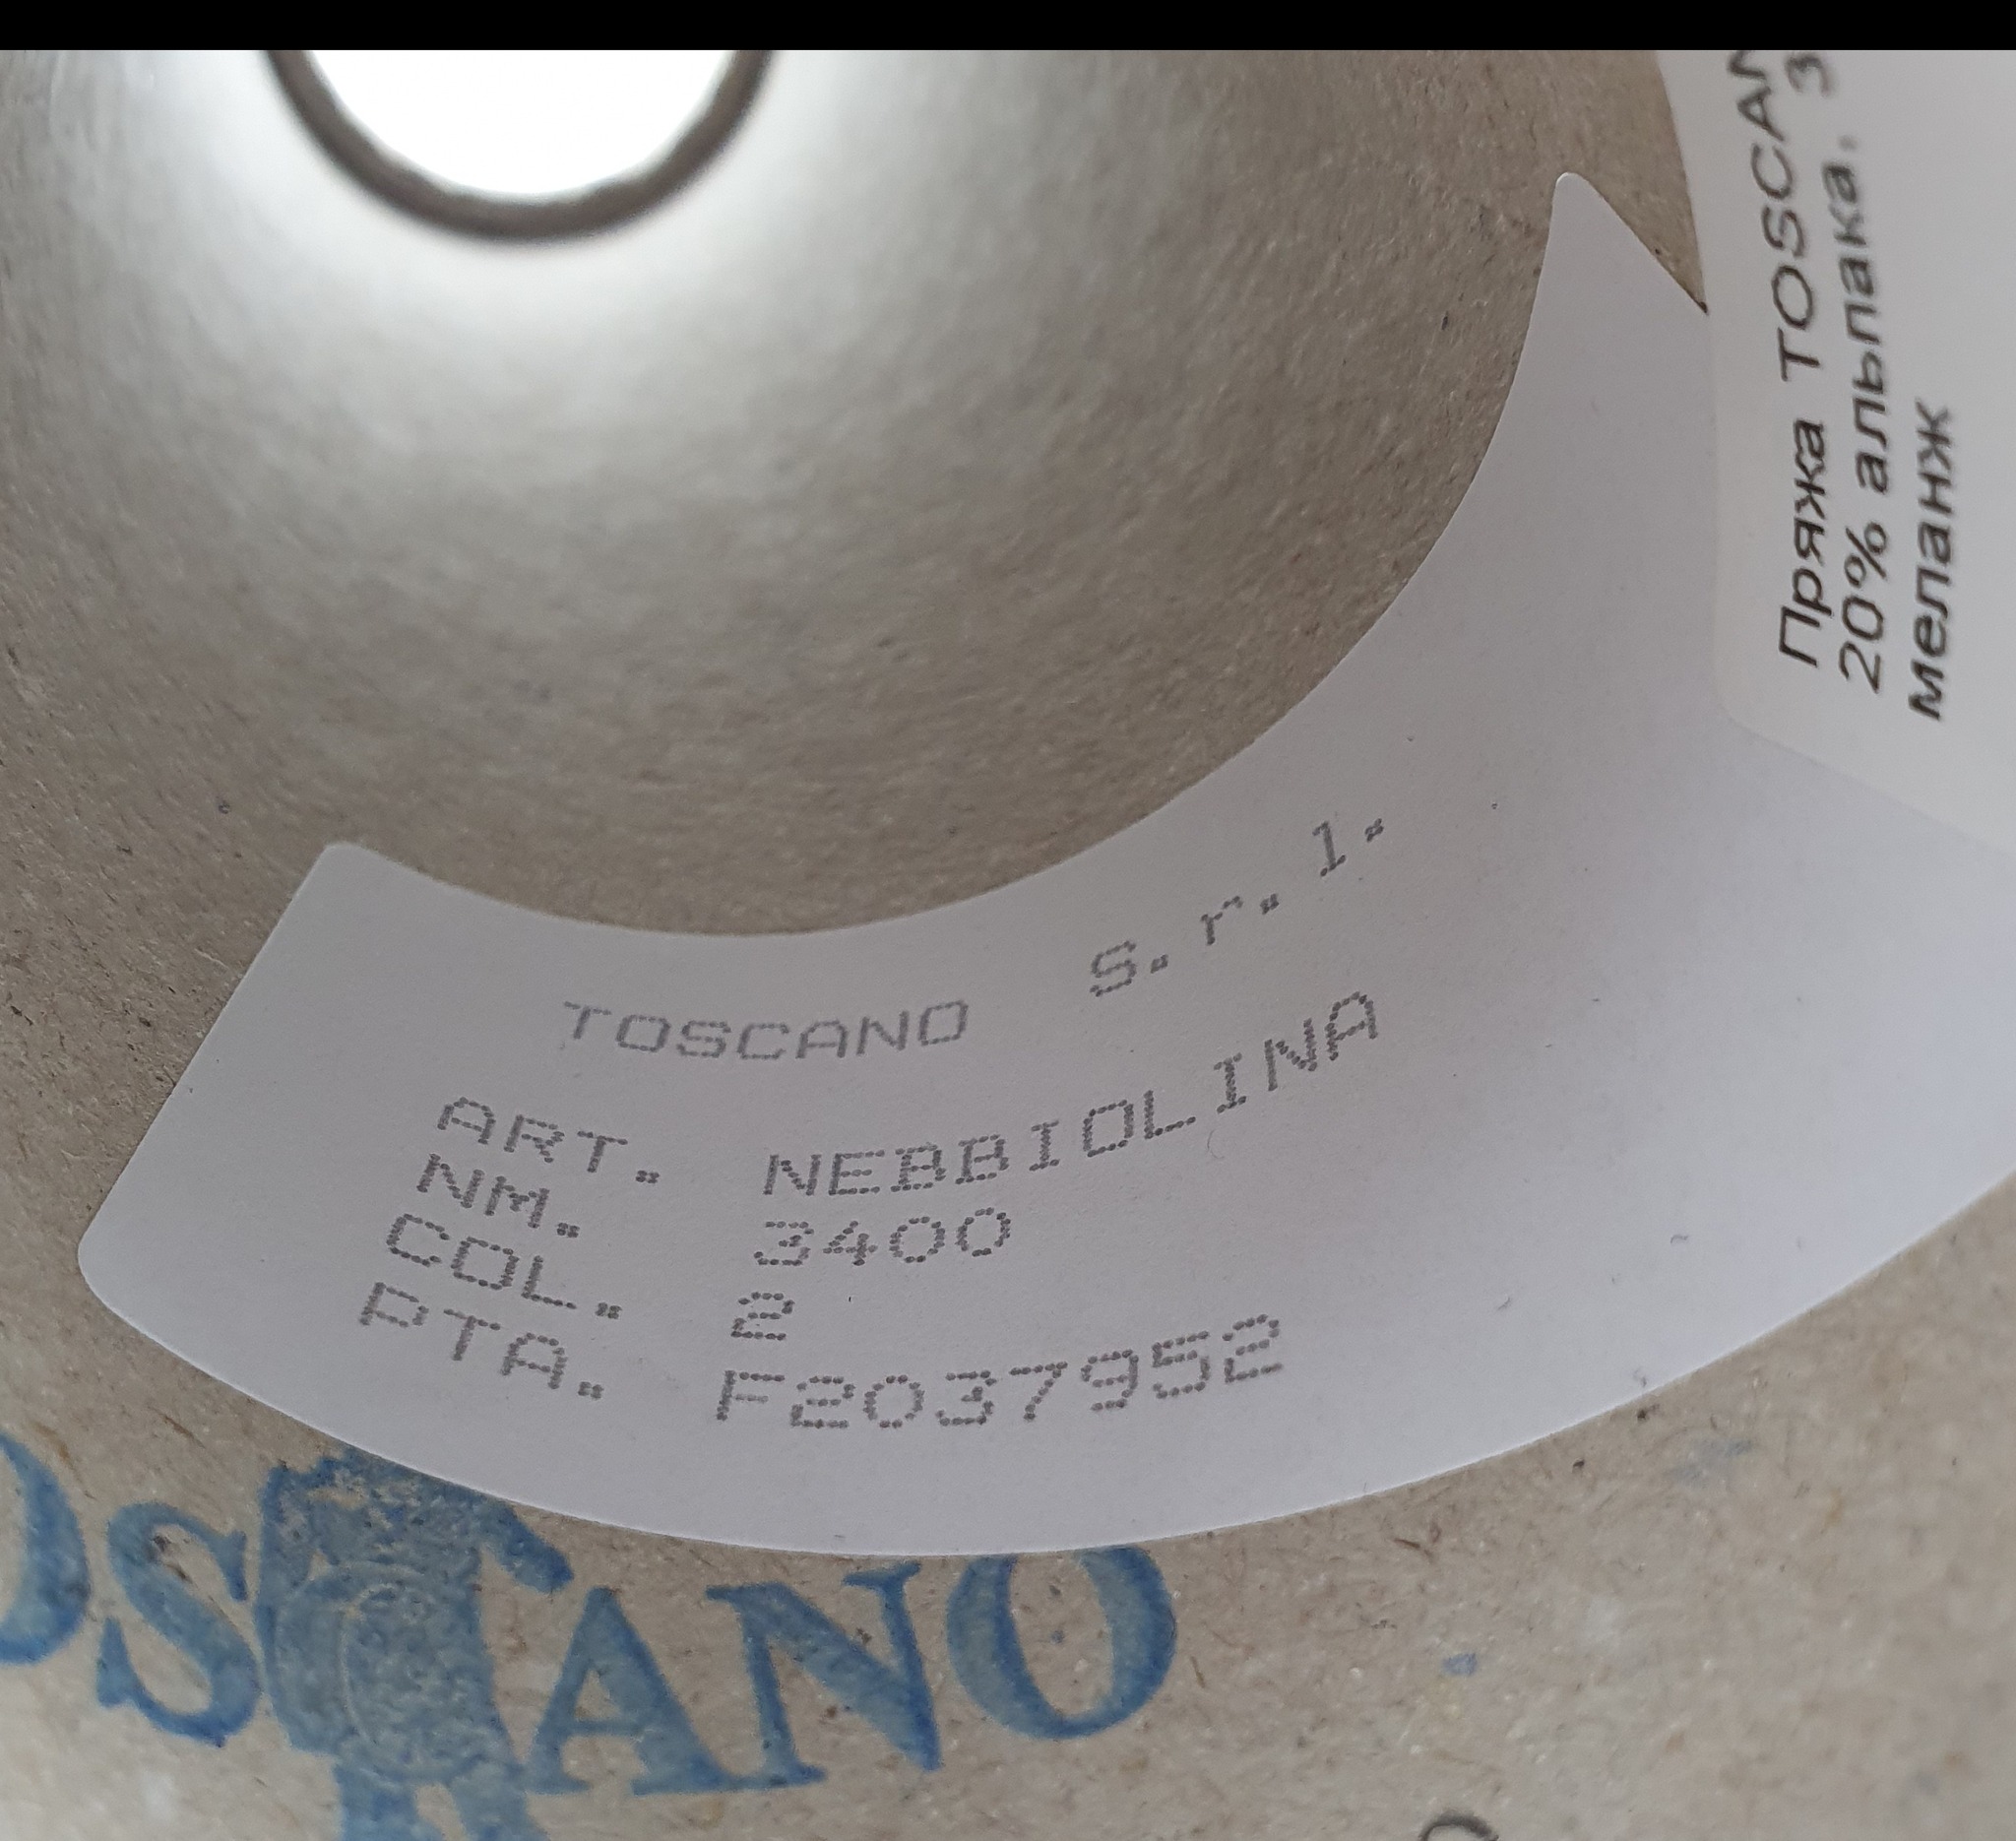 TOSCANO s.r.l.
ART. NEBBIOLINA
NM. 3400
COL. 2
PTA. F2037952
Пряжа
20% альпака.
меланж